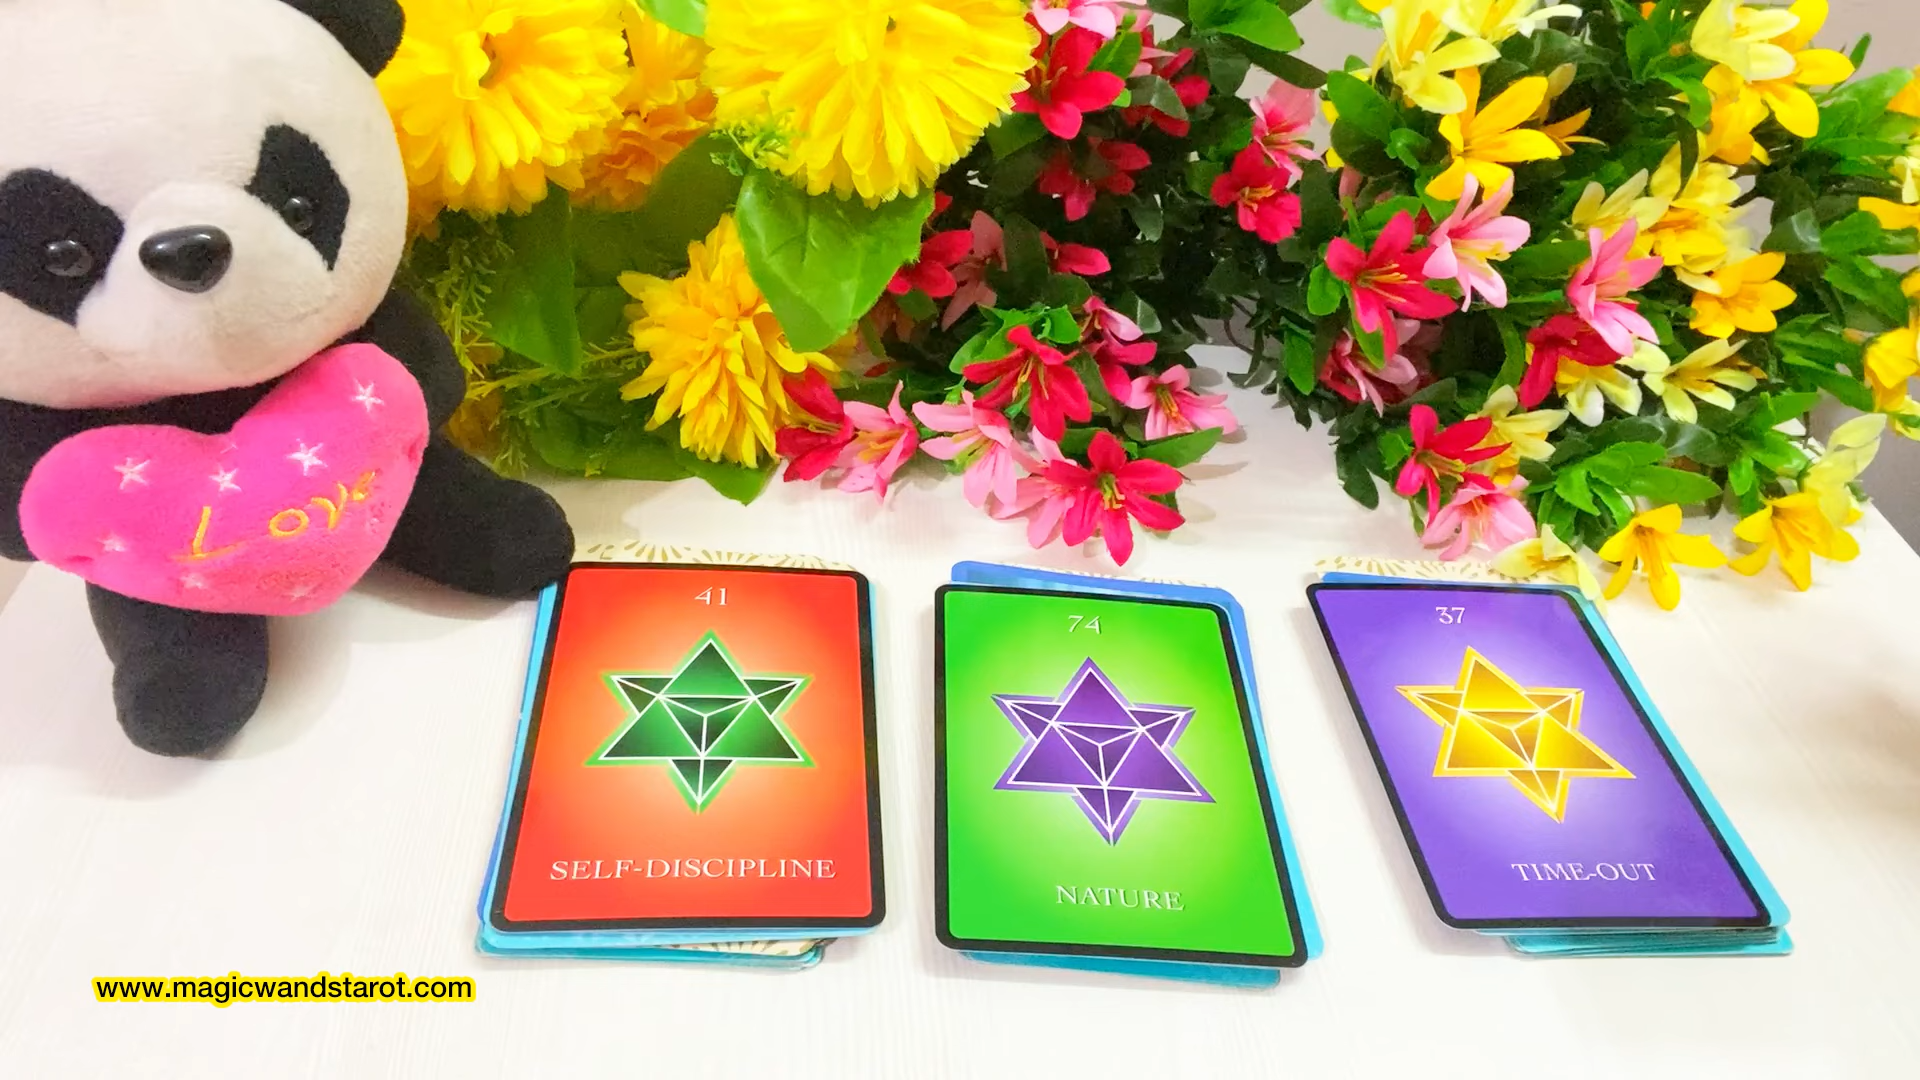 Love
41
SELF-DISCIPLINE
74
NATURE
37
TIME-OUT
www.magicwandstarot.com